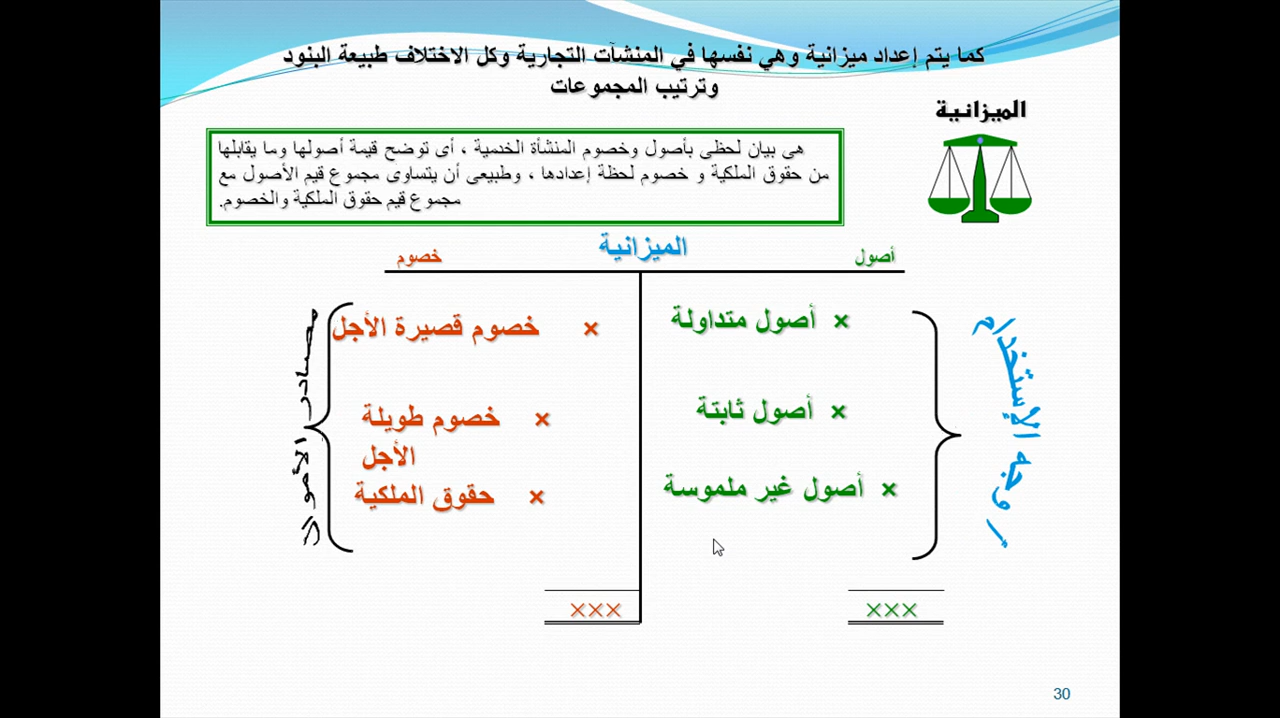 كما يتم إعداد ميزانية وهي نفسها في المنشآت التجارية وكل الاختلاف طبيعة البنود
وترتيب المجموعات
الميزانية
هى بيان لحظى بأصول وخصوم المنشأة الخدمية ، أى توضح قيمة أصولها وما يقابلها
من حقوق الملكية و خصوم لحظة إعدادها ، وطبيعى أن يتساوى مجموع قيم الأصول مع
مجموع قيم حقوق الملكية والخصوم.
الميزانية
أصول
خصوم
× أصول متداولة
× أصول ثابتة
× أصول غير ملموسة
×××
أوجه الإستخدام
× خصوم قصيرة الأجل
× خصوم طويلة
الأجل
× حقوق الملكية
×××
مصادر الأموال
30